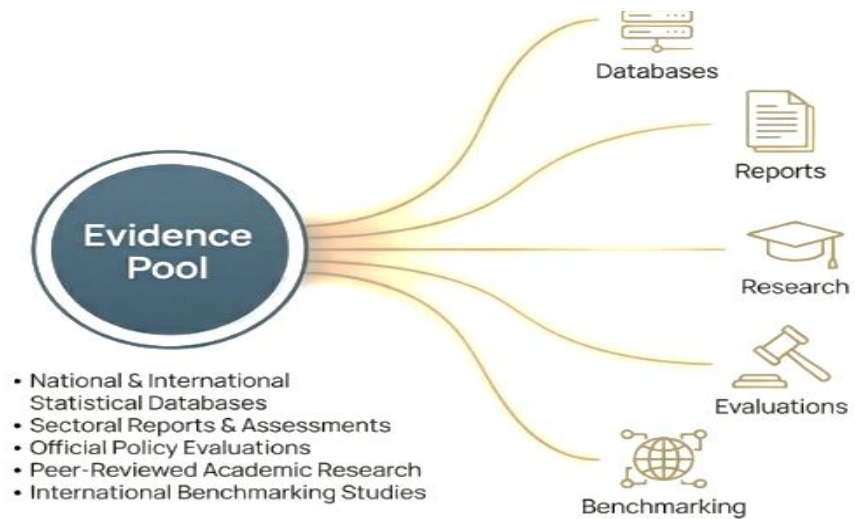 Databases
Reports
Evidence
Pool
Research
Evaluations
Benchmarking
• National & International
Statistical Databases
• Sectoral Reports & Assessments
• Official Policy Evaluations
• Peer-Reviewed Academic Research
• International Benchmarking Studies